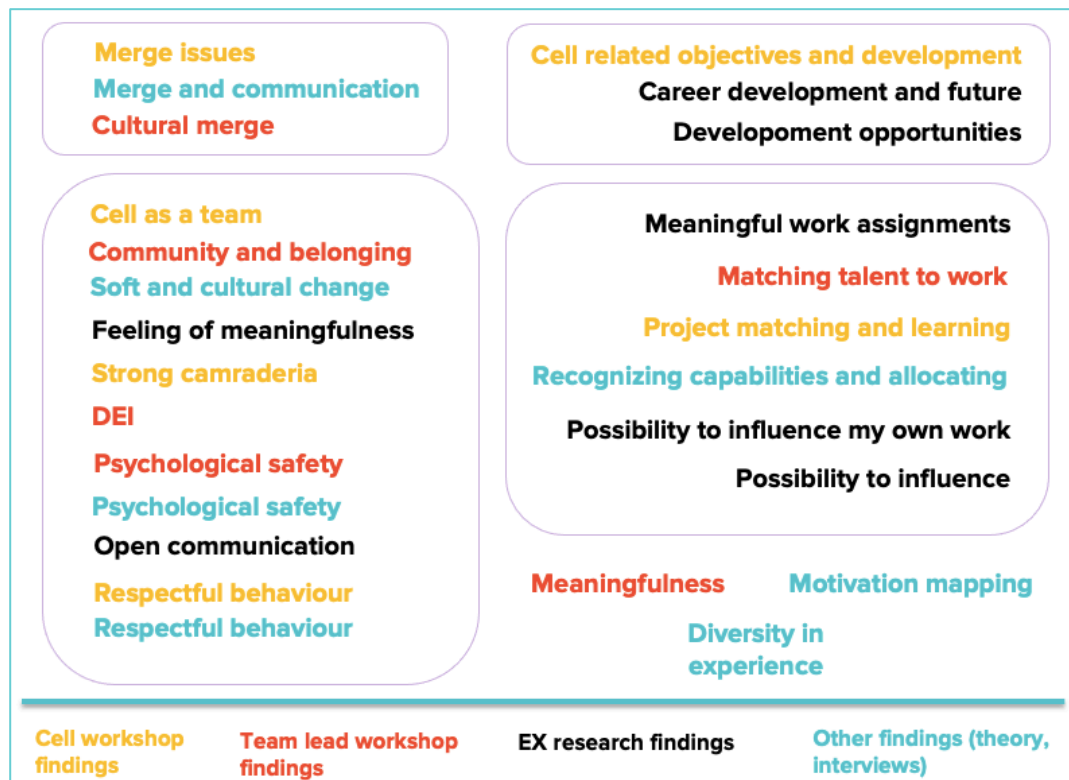 Merge issues
Merge and communication
Cultural merge
Cell related objectives and development
Career development and future
Developoment opportunities
Cell as a team
Community and belonging
Soft and cultural change
Feeling of meaningfulness
Strong camraderia
DEI
Psychological safety
Psychological safety
Open communication
Respectful behaviour
Respectful behaviour
Meaningful work assignments
Matching talent to work
Project matching and learning
Recognizing capabilities and allocating
Possibility to influence my own work
Possibility to influence
Meaningfulness
Motivation mapping
Diversity in
experience
Cell workshop
findings
Team lead workshop
findings
EX research findings
Other findings (theory,
interviews)